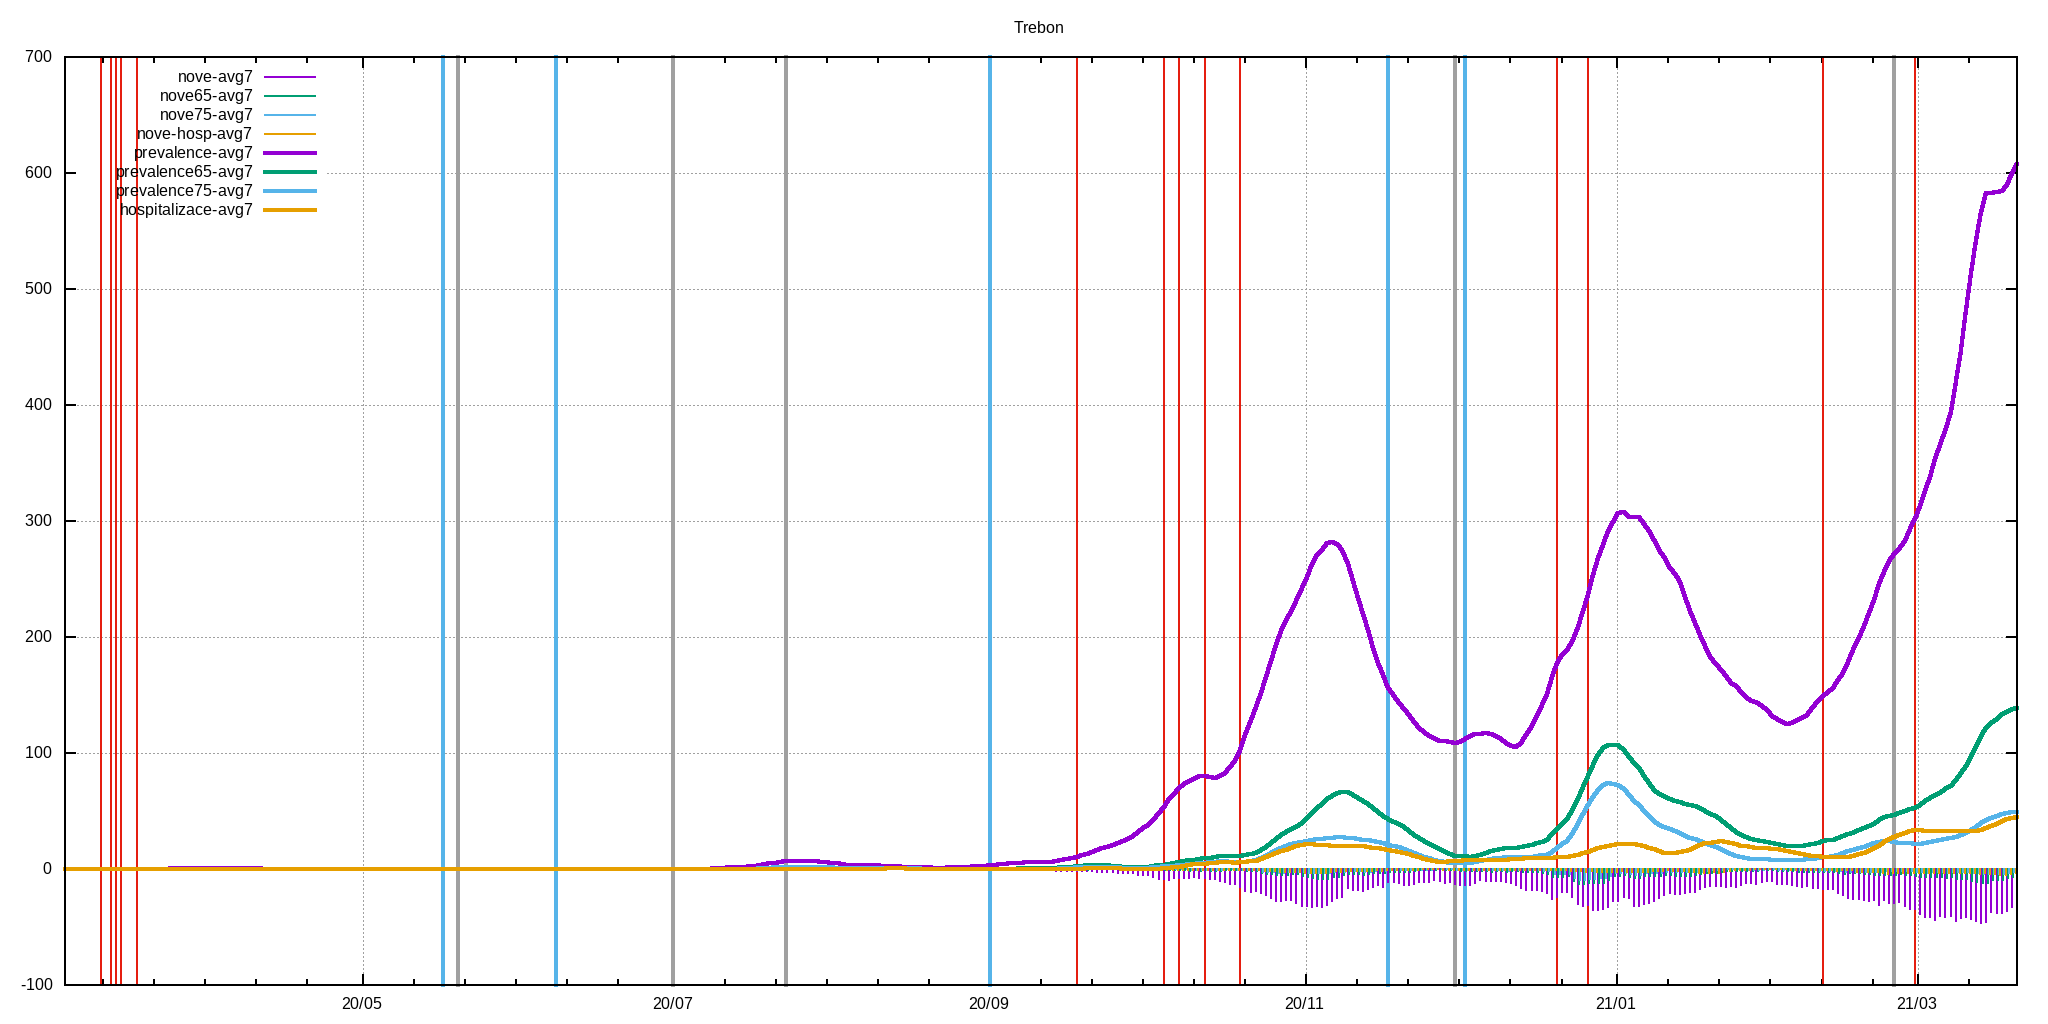 Trebon
700
600
500
400
300
200
100
0
-100
nove-avg7
nove65-avg7
nove75-avg7
nove-hosp-avg7
prevalence-avg7
prevalence65-avg7
prevalence75-avg7
hospitalizace-avg7
20/05
20/07
20/09
20/11
21/01
21/03